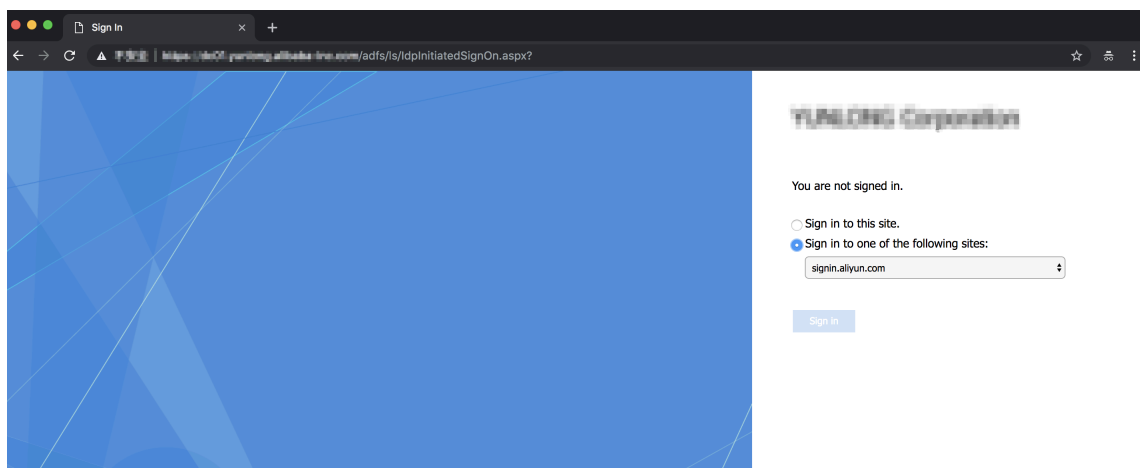 Sign In
/adfs/ls/IdpInitiatedSignOn.aspx?
You are not signed in.
Sign in to this site.
Sign in to one of the following sites:
signin.aliyun.com
Sign in